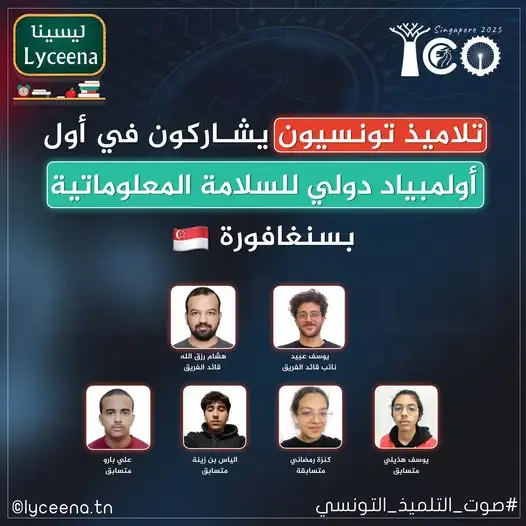 ليسينا
Lyceena
Singapore 2025
ICO
تلاميذ تونسيون يشاركون في أول
أولمبياد دولي للسلامة المعلوماتية
بسنغافورة
هشام رزق الله
قائد الفريق
يوسف عبيد
نائب قائد الفريق
علي بارو
متسابق
الياس بن زينة
متسابق
كنزة رمضاني
متسابقة
يوسف هذيلي
متسابق
©lyceena.tn
#صوت_التلميذ_التونسي